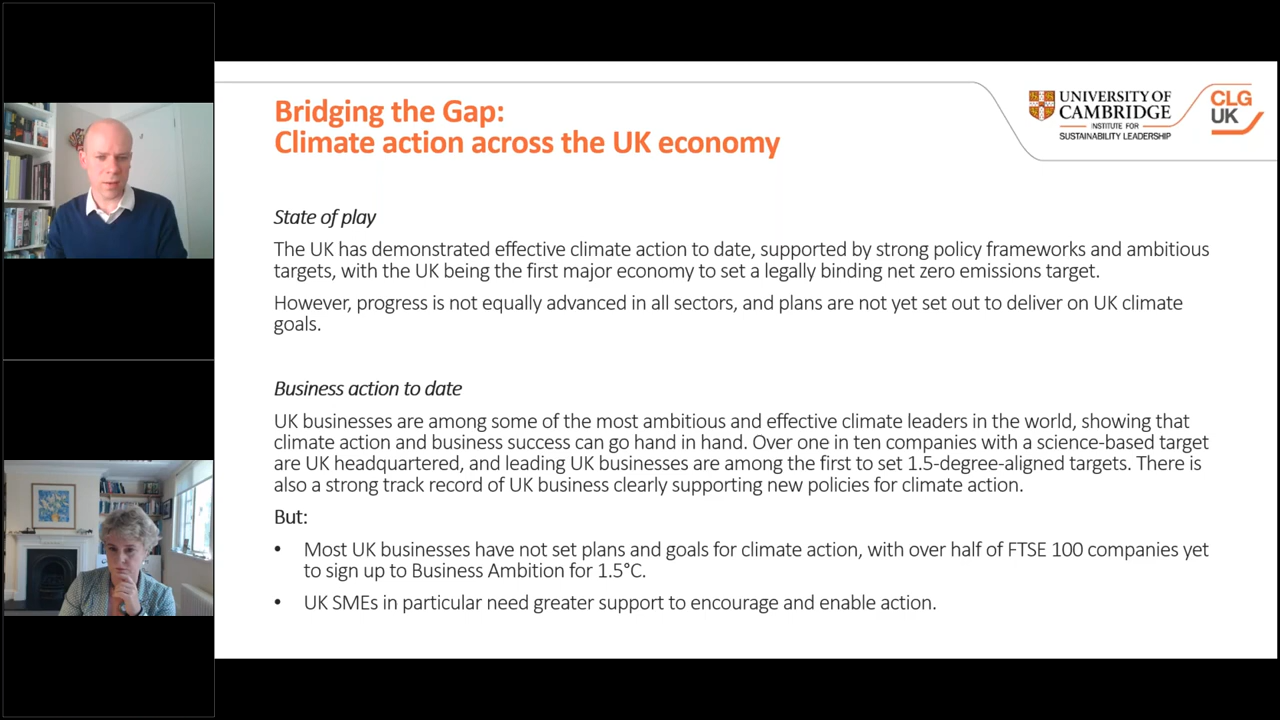 Bridging the Gap:
Climate action across the UK economy
UNIVERSITY OF
CAMBRIDGE
INSTITUTE FOR
SUSTAINABILITY LEADERSHIP
CLG
UK
State of play
The UK has demonstrated effective climate action to date, supported by strong policy frameworks and ambitious
targets, with the UK being the first major economy to set a legally binding net zero emissions target.
However, progress is not equally advanced in all sectors, and plans are not yet set out to deliver on UK climate
goals.
Business action to date
UK businesses are among some of the most ambitious and effective climate leaders in the world, showing that
climate action and business success can go hand in hand. Over one in ten companies with a science-based target
are UK headquartered, and leading UK businesses are among the first to set 1.5-degree-aligned targets. There is
also a strong track record of UK business clearly supporting new policies for climate action.
But:
• Most UK businesses have not set plans and goals for climate action, with over half of FTSE 100 companies yet
to sign up to Business Ambition for 1.5°C.
• UK SMEs in particular need greater support to encourage and enable action.